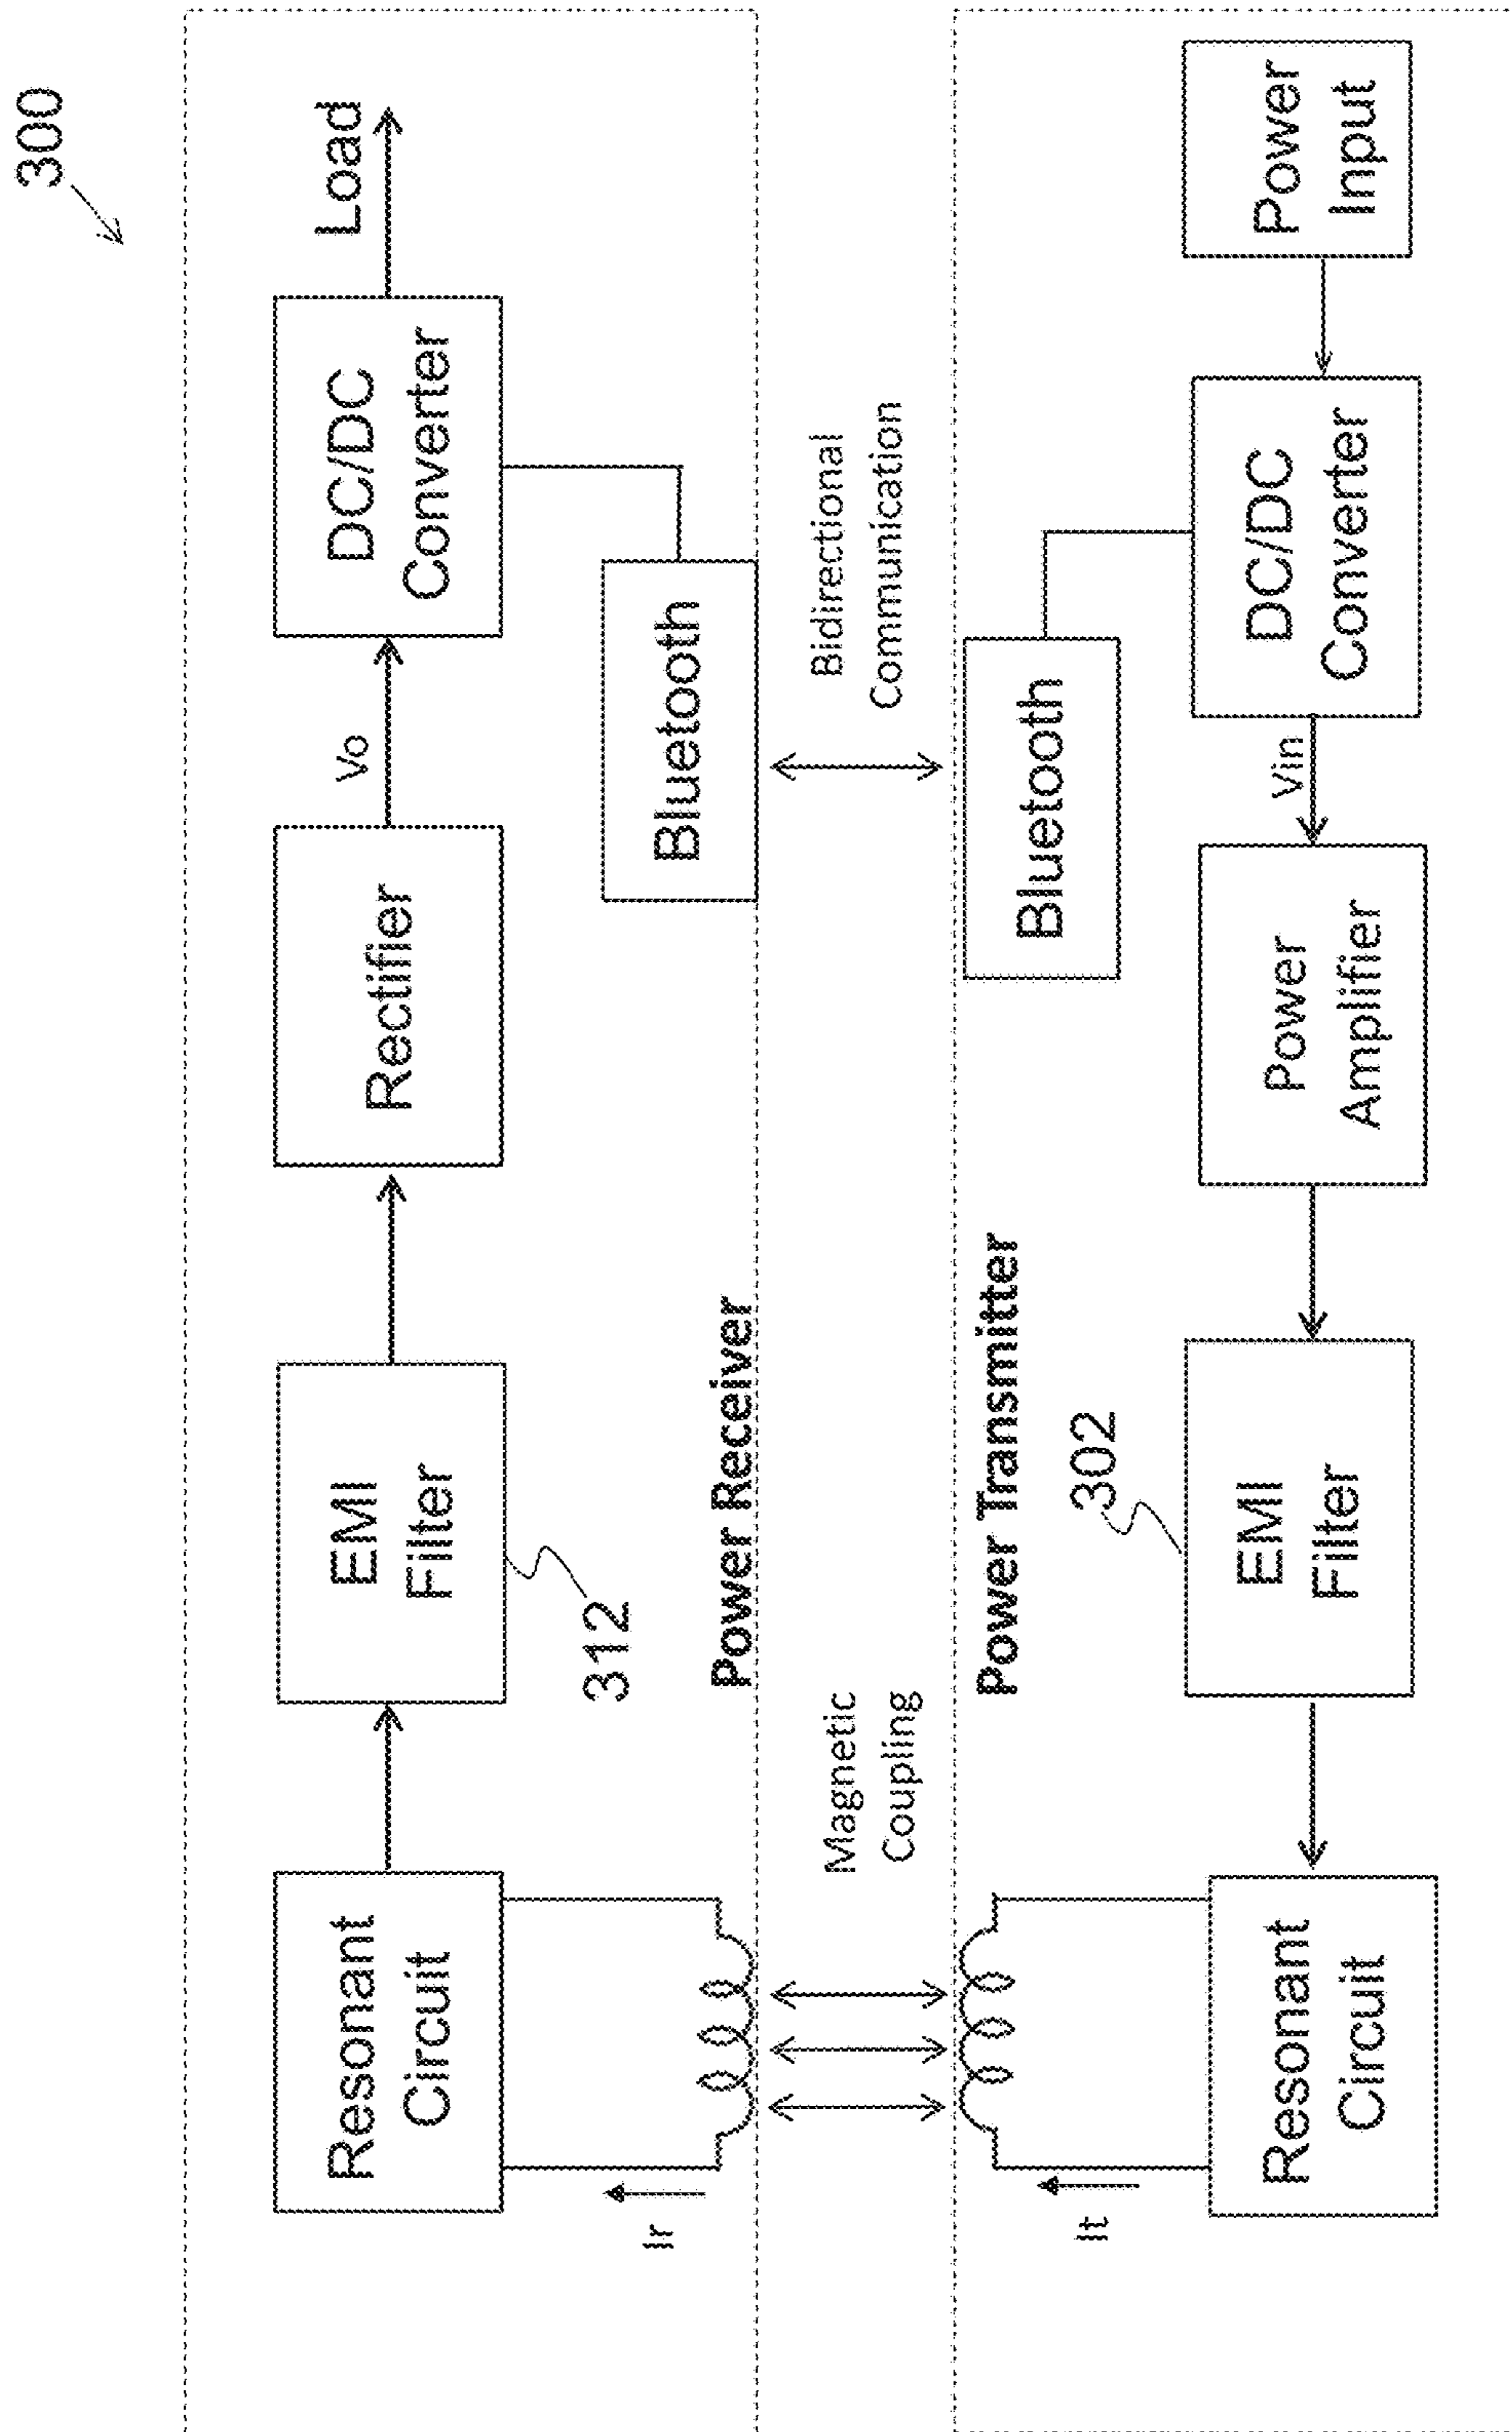 300
Resonant
Circuit
EMI
Filter
Rectifier
Vo
DC/DC
Converter
Load
312
Ir
Bluetooth
Power Receiver
Magnetic
Coupling
Bidirectional
Communication
Power Transmitter
Bluetooth
302
It
Resonant
Circuit
EMI
Filter
Power
Amplifier
Vin
DC/DC
Converter
Power
Input